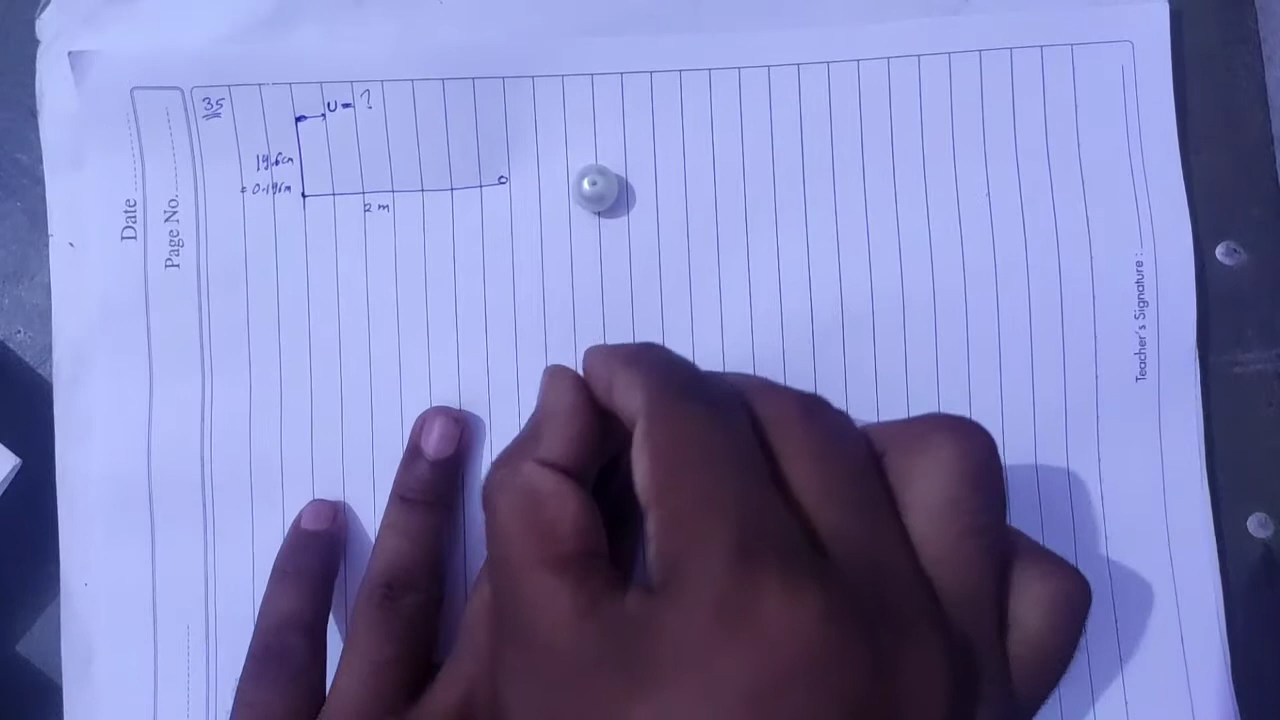 35
U = ?
19.6cm
= 0.196m
2 m
Date
Page No.
Teacher's Signature :